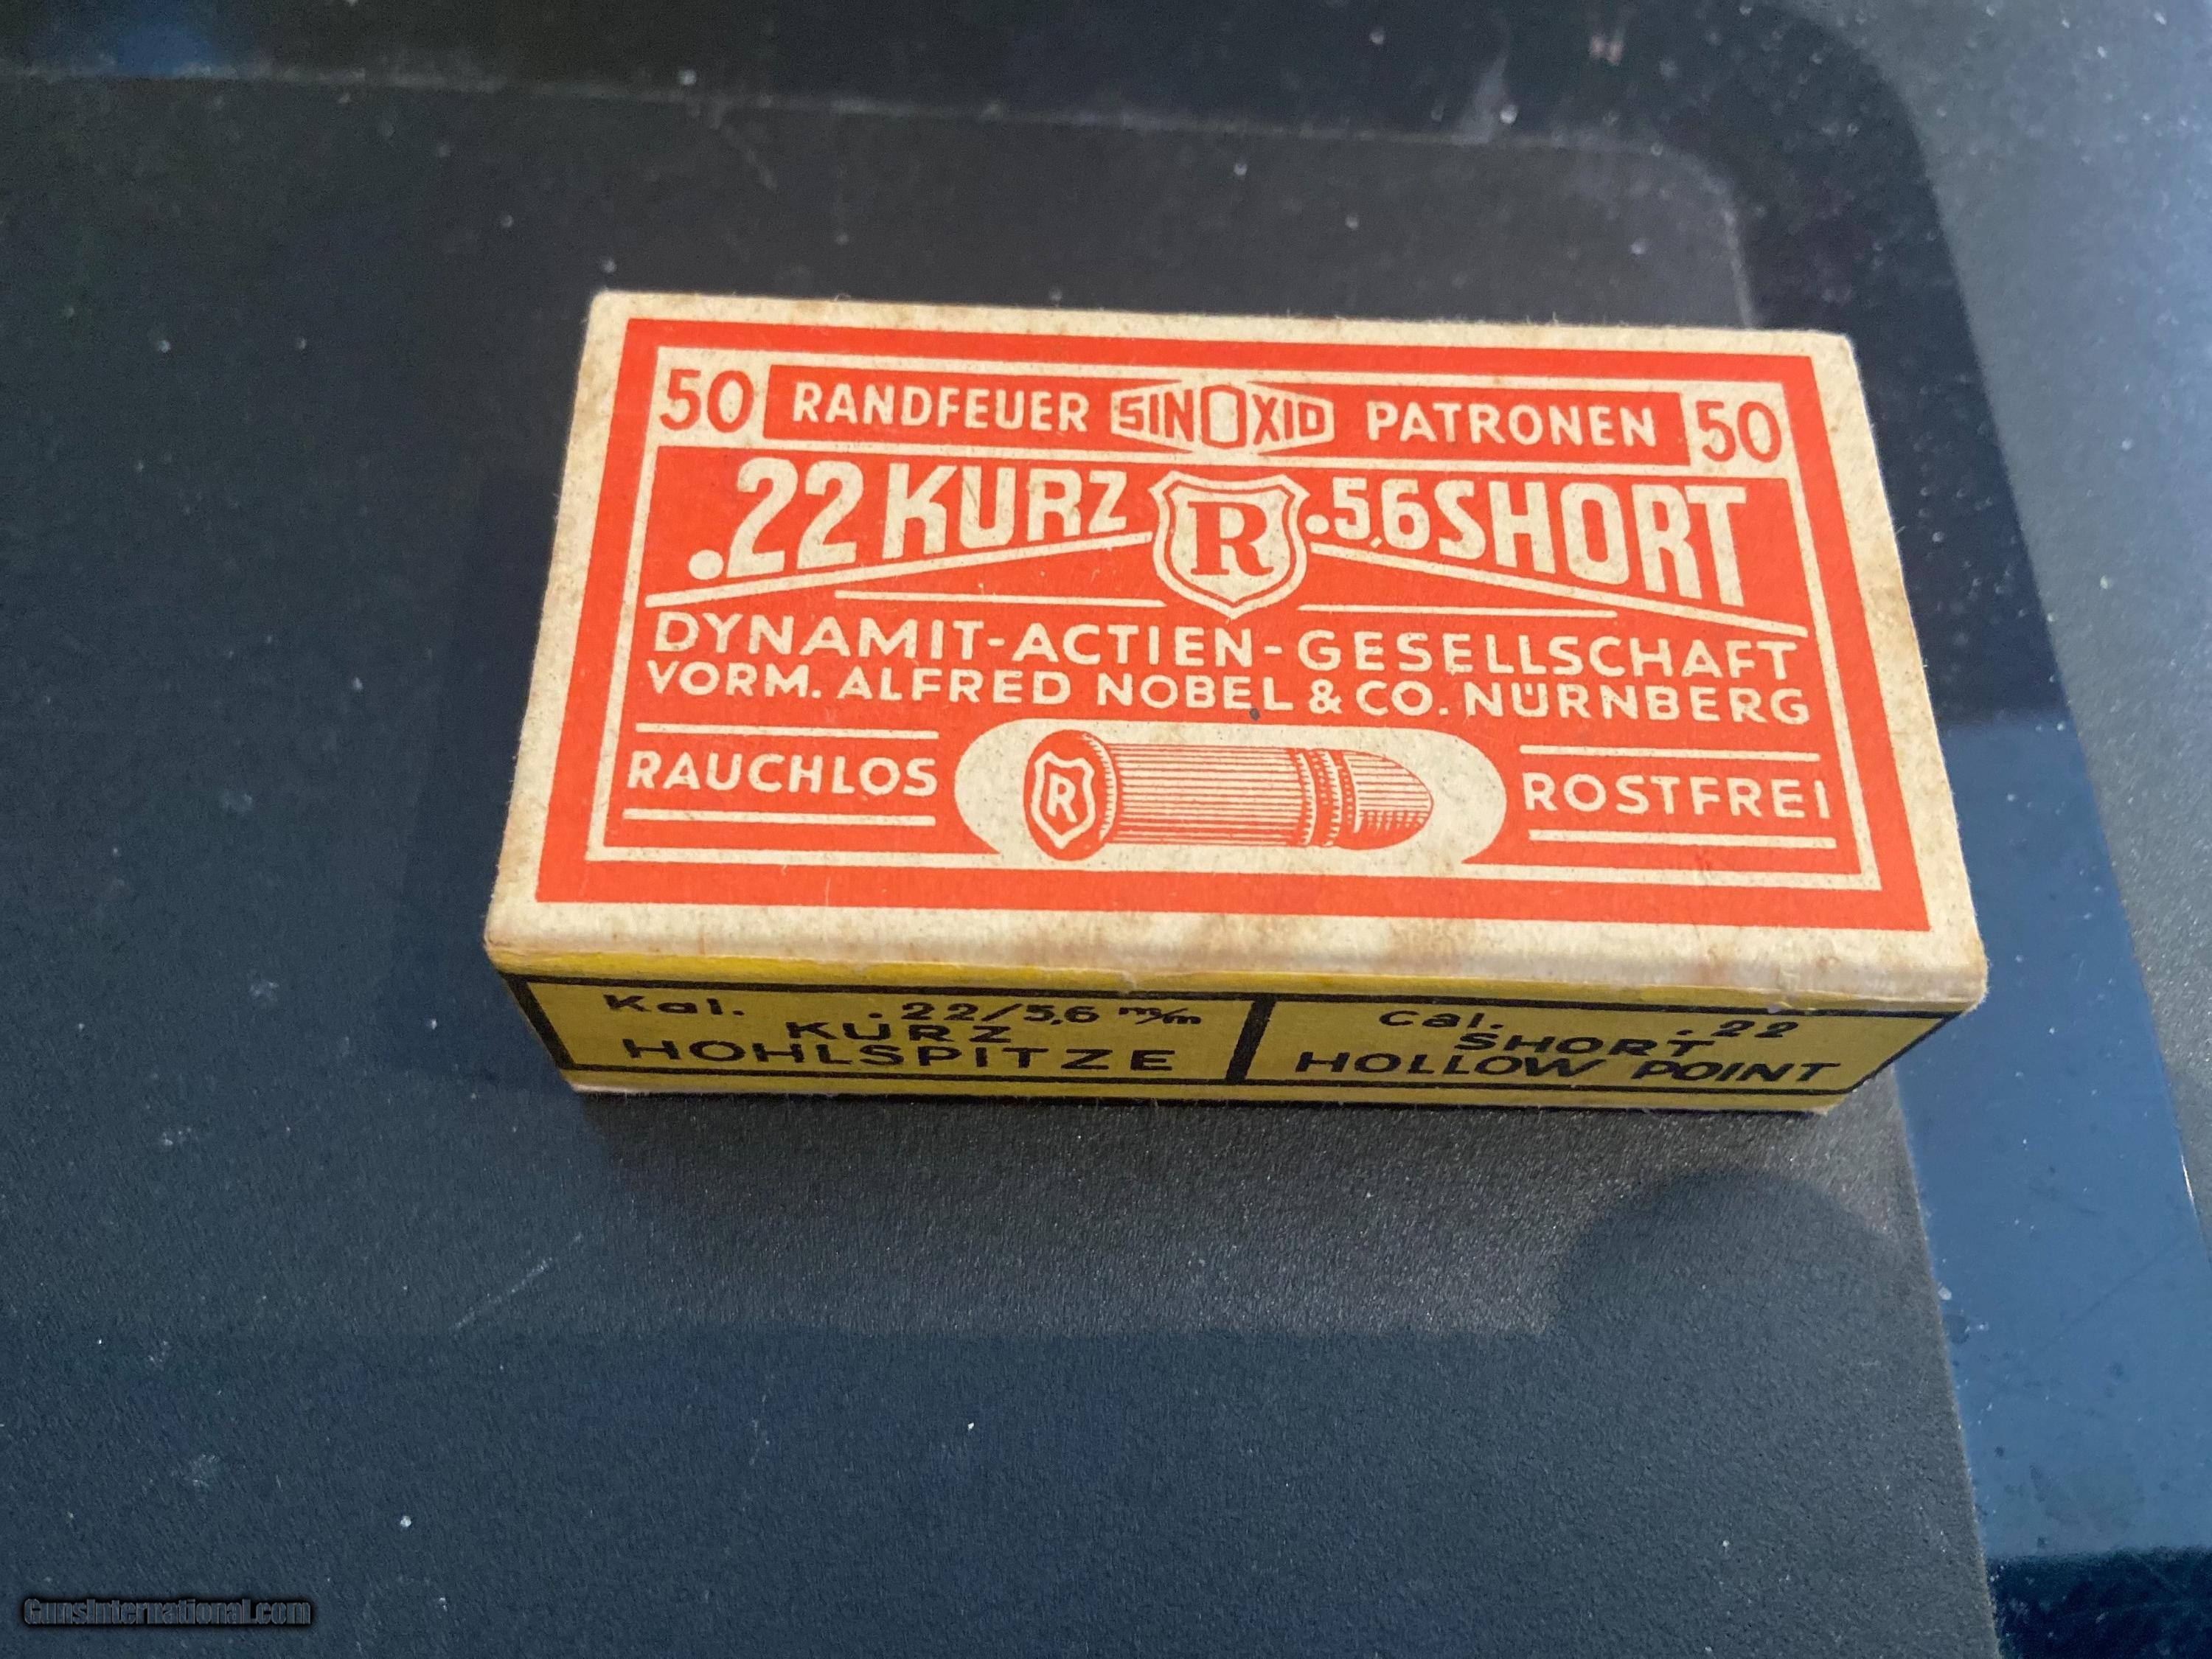 50 RANDFEUER SINOXID PATRONEN 50
.22 KURZ R .5,6 SHORT
DYNAMIT-ACTIEN-GESELLSCHAFT
VORM. ALFRED NOBEL & CO. NÜRNBERG
RAUCHLOS R ROSTFREI
Kal. .22/5,6 m/m
KURZ
HOHLSPITZE
cal. .22
SHORT
HOLLOW POINT
GunsInternational.com